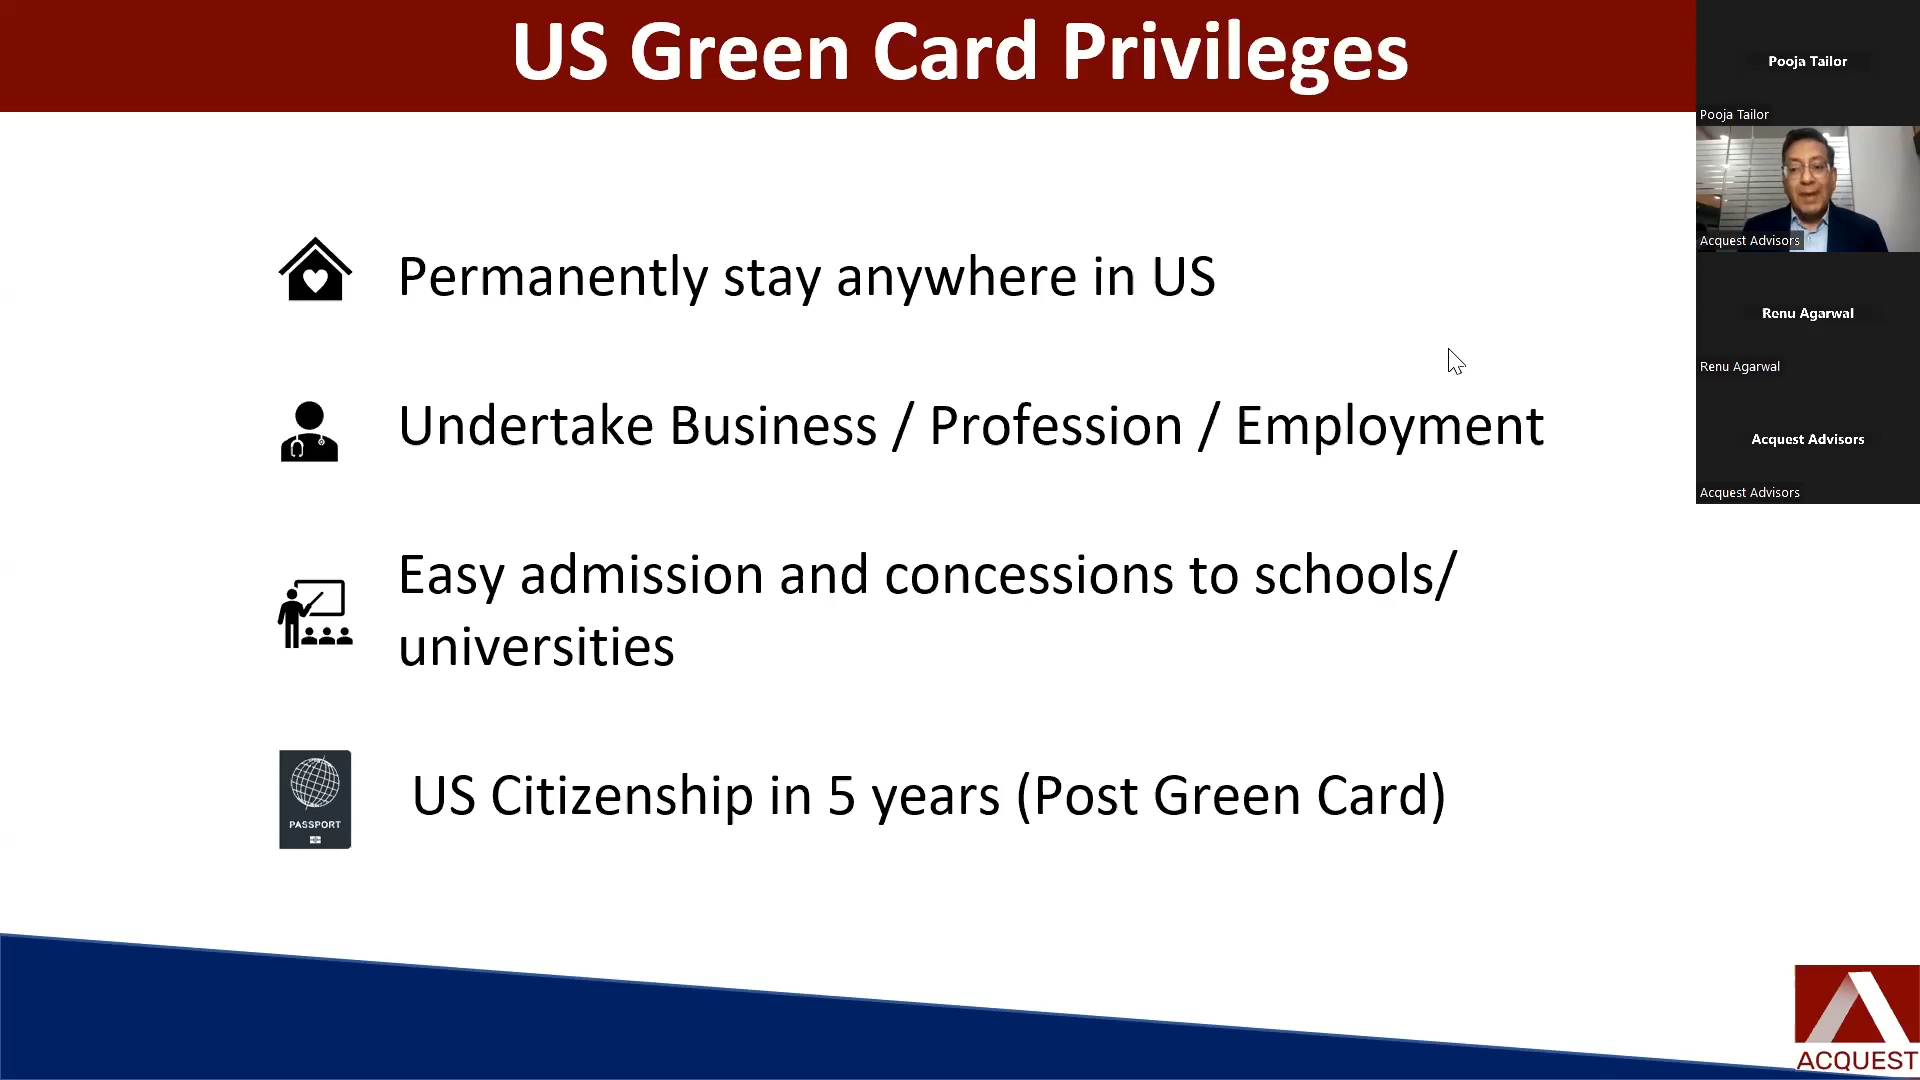 US Green Card Privileges
Permanently stay anywhere in US
Undertake Business / Profession / Employment
Easy admission and concessions to schools/
universities
PASSPORT
US Citizenship in 5 years (Post Green Card)
Pooja Tailor
Pooja Tailor
Acquest Advisors
Renu Agarwal
Renu Agarwal
Acquest Advisors
Acquest Advisors
ACQUEST